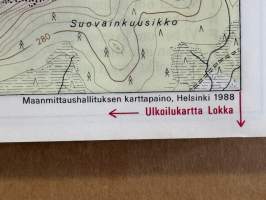 Suovainkuusikko
280
Maanmittaushallituksen karttapaino, Helsinki 1988
Ulkoilukartta Lokka